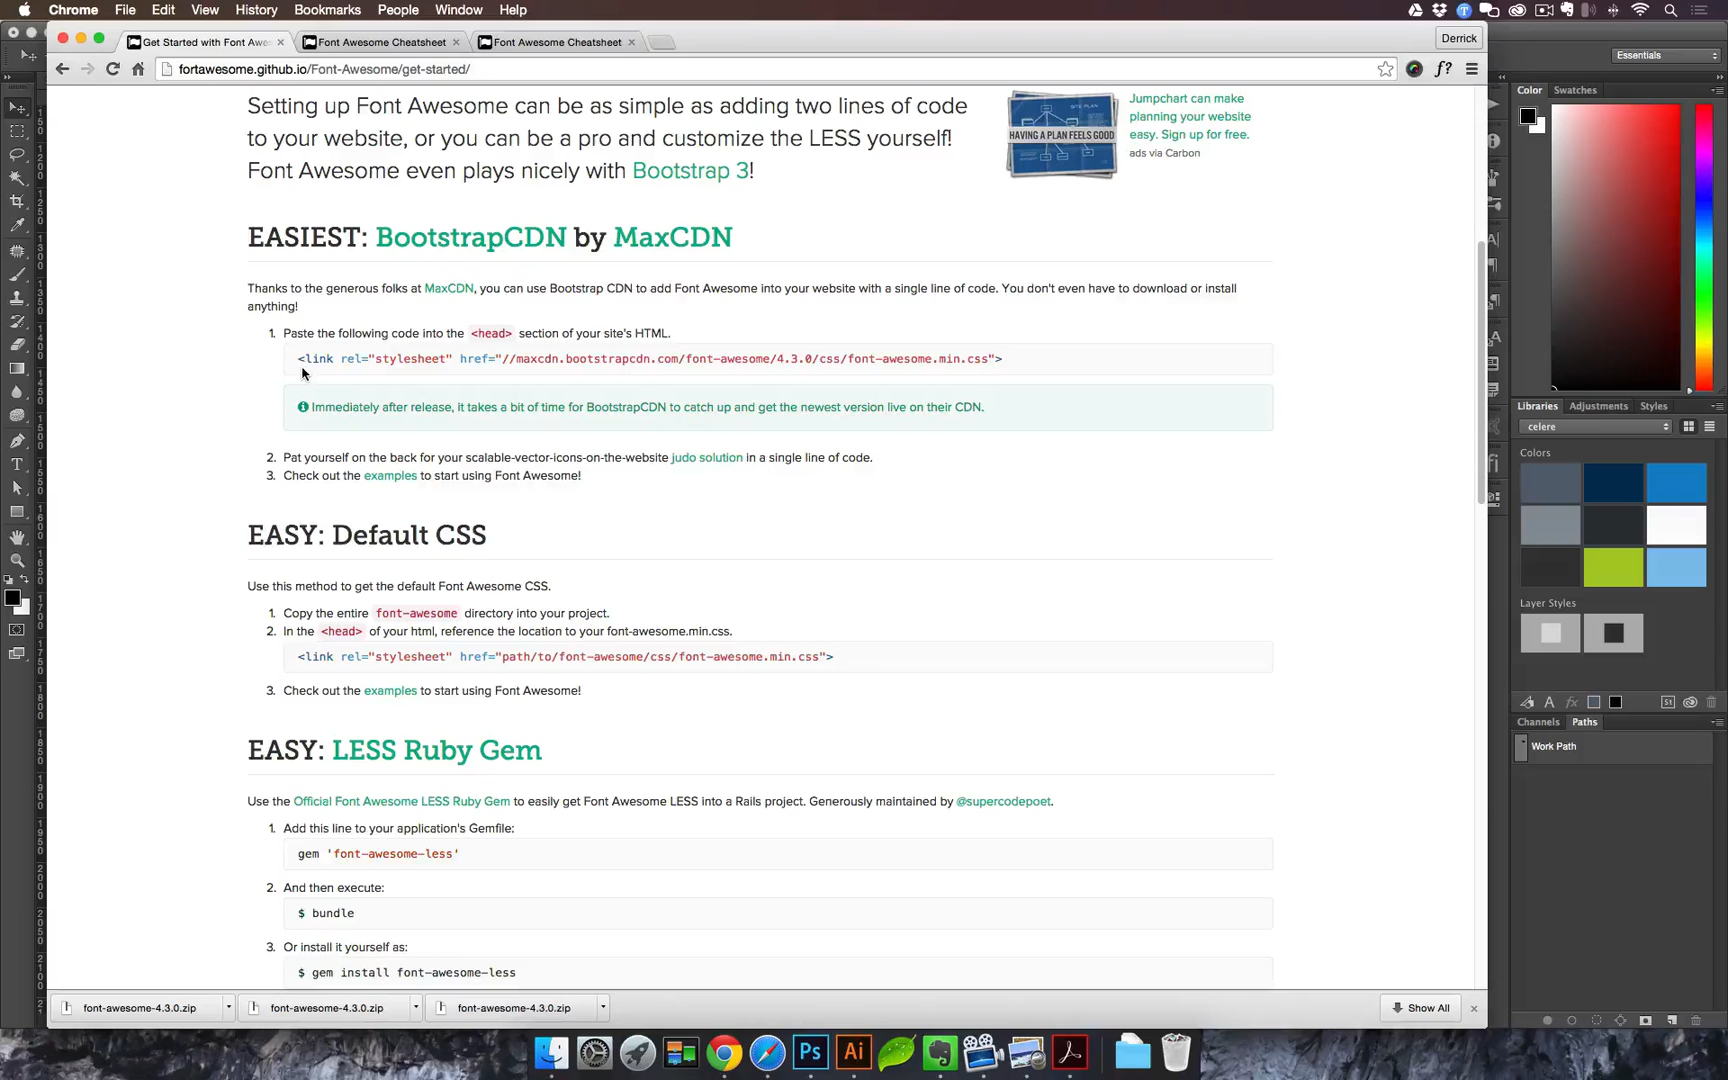 Chrome File Edit View History Bookmarks People Window Help
Get Started with Font Awe
Font Awesome Cheatsheet
Font Awesome Cheatsheet
Derrick
Essentials
fortawesome.github.io/Font-Awesome/get-started/
f?
Color Swatches
Setting up Font Awesome can be as simple as adding two lines of code
to your website, or you can be a pro and customize the LESS yourself!
Font Awesome even plays nicely with Bootstrap 3!
HAVING A PLAN FEELS GOOD
Jumpchart can make
planning your website
easy. Sign up for free.
ads via Carbon
EASIEST: BootstrapCDN by MaxCDN
Thanks to the generous folks at MaxCDN, you can use Bootstrap CDN to add Font Awesome into your website with a single line of code. You don't even have to download or install
anything!
1. Paste the following code into the <head> section of your site's HTML.
<link rel="stylesheet" href="//maxcdn.bootstrapcdn.com/font-awesome/4.3.0/css/font-awesome.min.css">
Immediately after release, it takes a bit of time for BootstrapCDN to catch up and get the newest version live on their CDN.
2. Pat yourself on the back for your scalable-vector-icons-on-the-website judo solution in a single line of code.
3. Check out the examples to start using Font Awesome!
EASY: Default CSS
Use this method to get the default Font Awesome CSS.
1. Copy the entire font-awesome directory into your project.
2. In the <head> of your html, reference the location to your font-awesome.min.css.
<link rel="stylesheet" href="path/to/font-awesome/css/font-awesome.min.css">
3. Check out the examples to start using Font Awesome!
EASY: LESS Ruby Gem
Use the Official Font Awesome LESS Ruby Gem to easily get Font Awesome LESS into a Rails project. Generously maintained by @supercodepoet.
1. Add this line to your application's Gemfile:
gem 'font-awesome-less'
2. And then execute:
$ bundle
3. Or install it yourself as:
$ gem install font-awesome-less
Libraries Adjustments Styles
celere
Colors
Layer Styles
Channels Paths
Work Path
font-awesome-4.3.0.zip
font-awesome-4.3.0.zip
font-awesome-4.3.0.zip
Show All
Ps
Ai